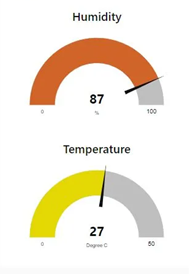 Humidity
87
0 % 100
Temperature
27
0 Degree C 50